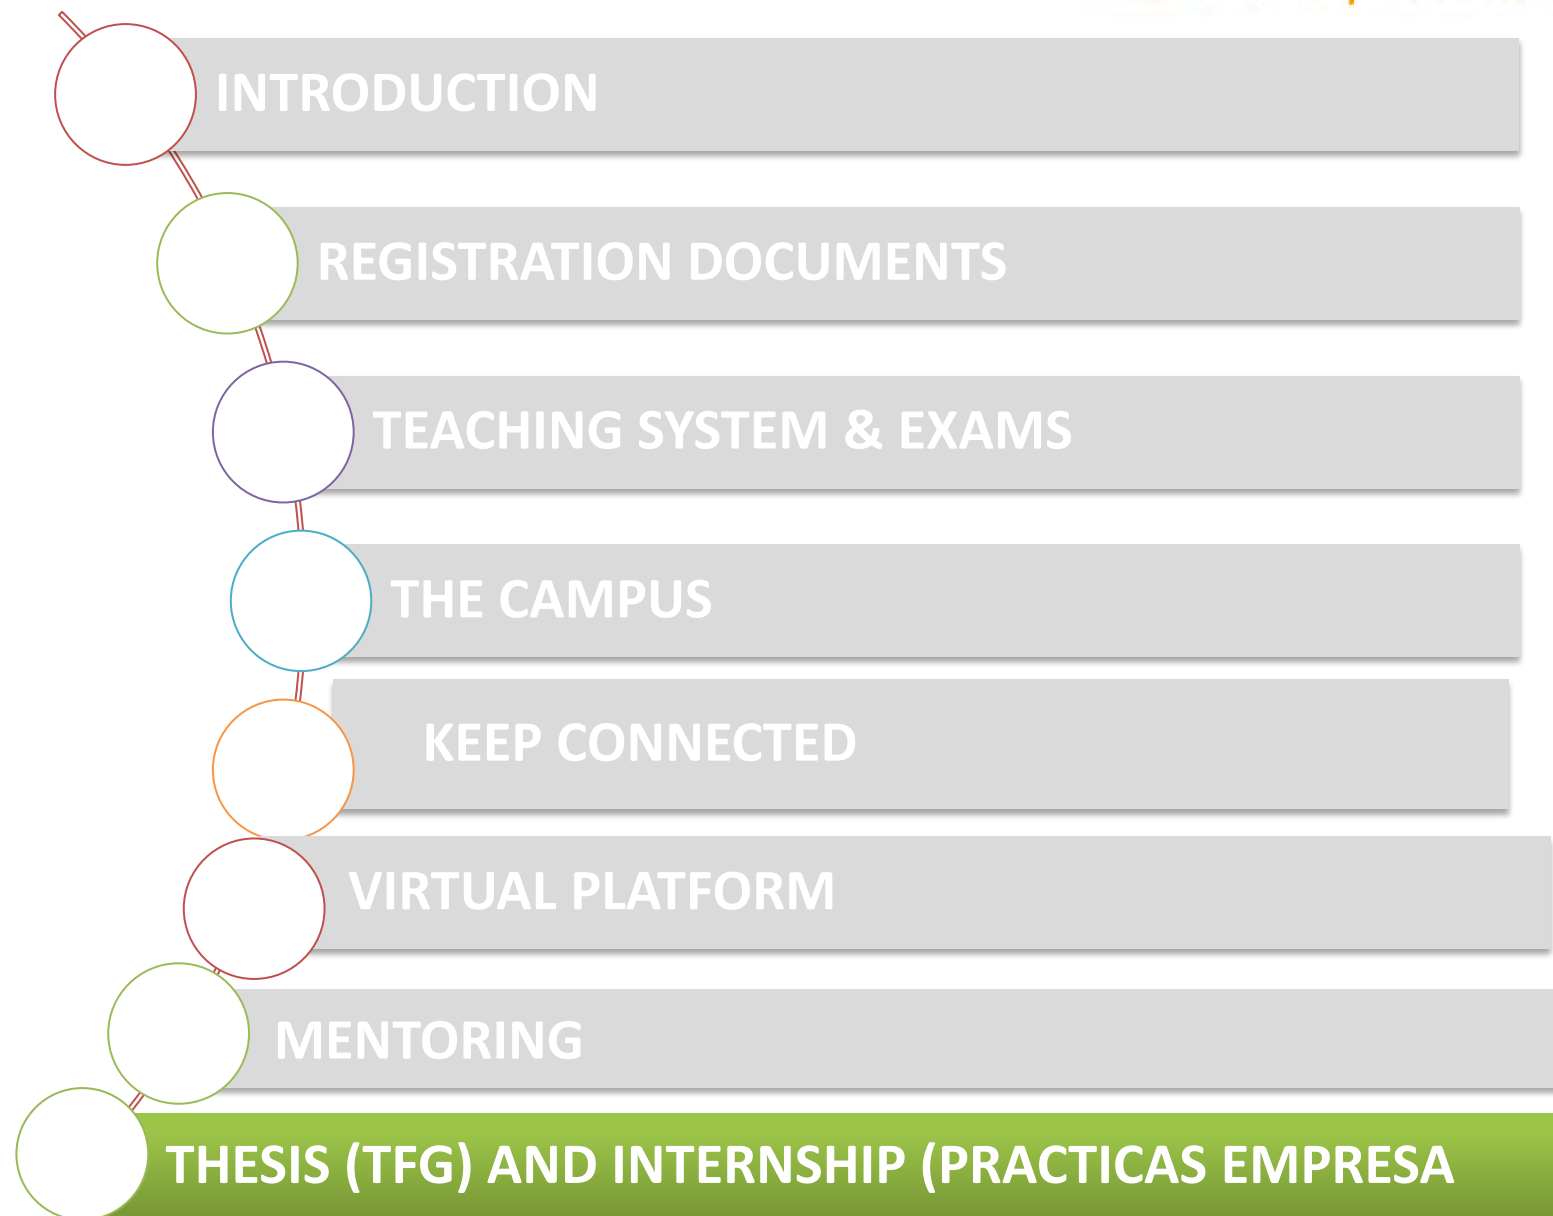 INTRODUCTION
REGISTRATION DOCUMENTS
TEACHING SYSTEM & EXAMS
THE CAMPUS
KEEP CONNECTED
VIRTUAL PLATFORM
MENTORING
THESIS (TFG) AND INTERNSHIP (PRACTICAS EMPRESA